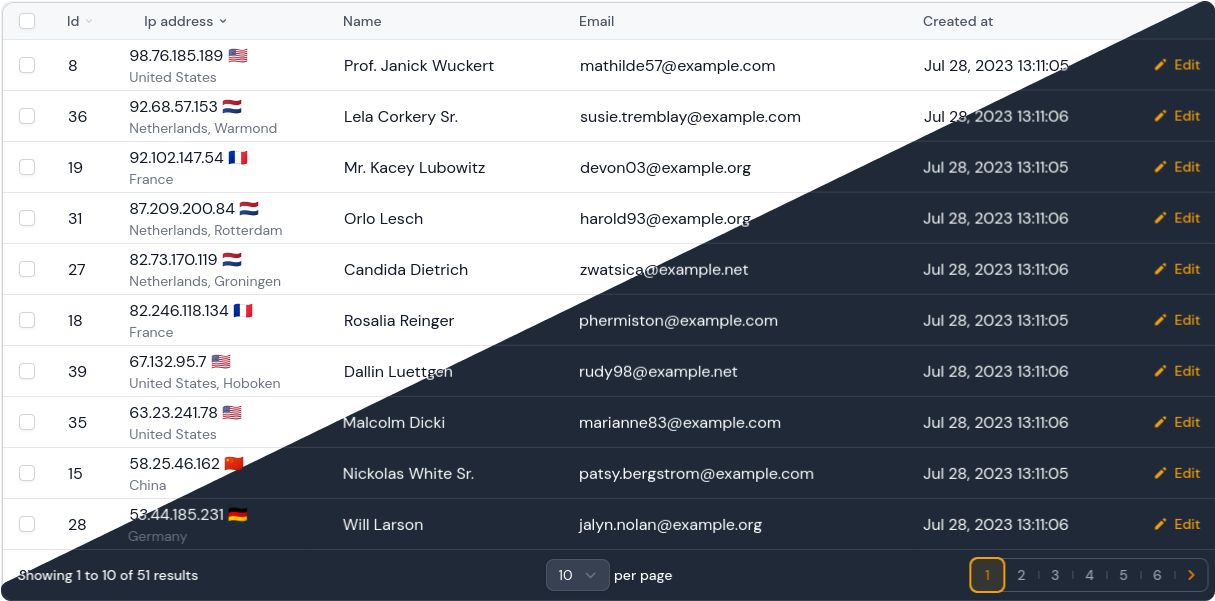 Id Ip address Name Email Created at
98.76.185.189 🇺🇸
8 Prof. Janick Wuckert mathilde57@example.com Jul 28, 2023 13:11:05 Edit
United States
92.68.57.153 🇳🇱
36 Lela Corkery Sr. susie.tremblay@example.com Jul 28, 2023 13:11:06 Edit
Netherlands, Warmond
92.102.147.54 🇫🇷
19 Mr. Kacey Lubowitz devon03@example.org Jul 28, 2023 13:11:05 Edit
France
87.209.200.84 🇳🇱
31 Orlo Lesch harold93@example.org Jul 28, 2023 13:11:06 Edit
Netherlands, Rotterdam
82.73.170.119 🇳🇱
27 Candida Dietrich zwatsica@example.net Jul 28, 2023 13:11:06 Edit
Netherlands, Groningen
82.246.118.134 🇫🇷
18 Rosalia Reinger phermiston@example.com Jul 28, 2023 13:11:05 Edit
France
67.132.95.7 🇺🇸
39 Dallin Luettgen rudy98@example.net Jul 28, 2023 13:11:06 Edit
United States, Hoboken
63.23.241.78 🇺🇸
35 Malcolm Dicki marianne83@example.com Jul 28, 2023 13:11:06 Edit
United States
58.25.46.162 🇨🇳
15 Nickolas White Sr. patsy.bergstrom@example.com Jul 28, 2023 13:11:05 Edit
China
53.44.185.231 🇩🇪
28 Will Larson jalyn.nolan@example.org Jul 28, 2023 13:11:06 Edit
Germany
Showing 1 to 10 of 51 results 10 per page 1 2 3 4 5 6